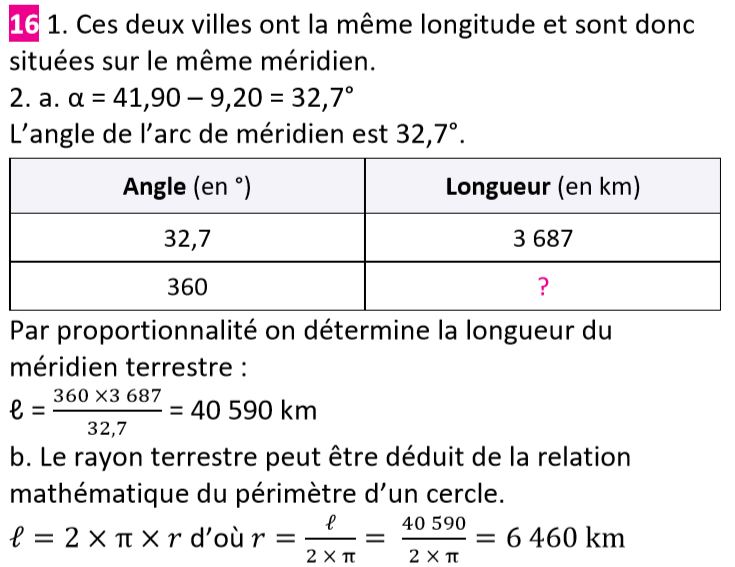 16 1. Ces deux villes ont la même longitude et sont donc
situées sur le même méridien.
2. a. α = 41,90 – 9,20 = 32,7°
L’angle de l’arc de méridien est 32,7°.
Angle (en °) Longueur (en km)
32,7 3 687
360 ?
Par proportionnalité on détermine la longueur du
méridien terrestre :
ℓ = (360 ×3 687)/(32,7) = 40 590 km
b. Le rayon terrestre peut être déduit de la relation
mathématique du périmètre d’un cercle.
ℓ = 2 × π × r d’où r = ℓ/(2 × π) = (40 590)/(2 × π) = 6 460 km